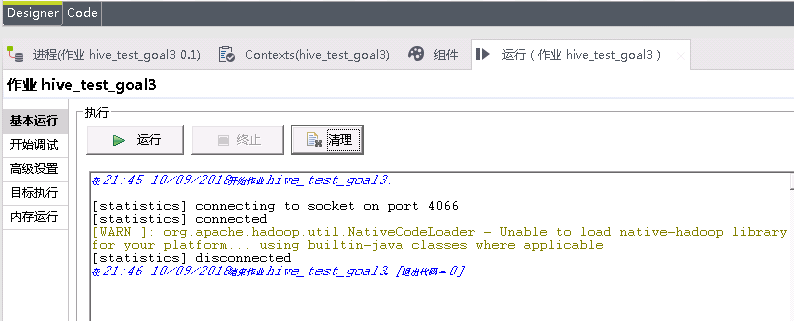 Designer Code
进程(作业 hive_test_goal3 0.1) Contexts(hive_test_goal3) 组件 运行 ( 作业 hive_test_goal3 )
作业 hive_test_goal3
基本运行
开始调试
高级设置
目标执行
内存运行
执行
运行 终止 清理
在 21:45 10/09/2018开始作业hive_test_goal3.
[statistics] connecting to socket on port 4066
[statistics] connected
[WARN ]: org.apache.hadoop.util.NativeCodeLoader - Unable to load native-hadoop library
for your platform... using builtin-java classes where applicable
[statistics] disconnected
在 21:46 10/09/2018结束作业hive_test_goal3. [退出代码=0]